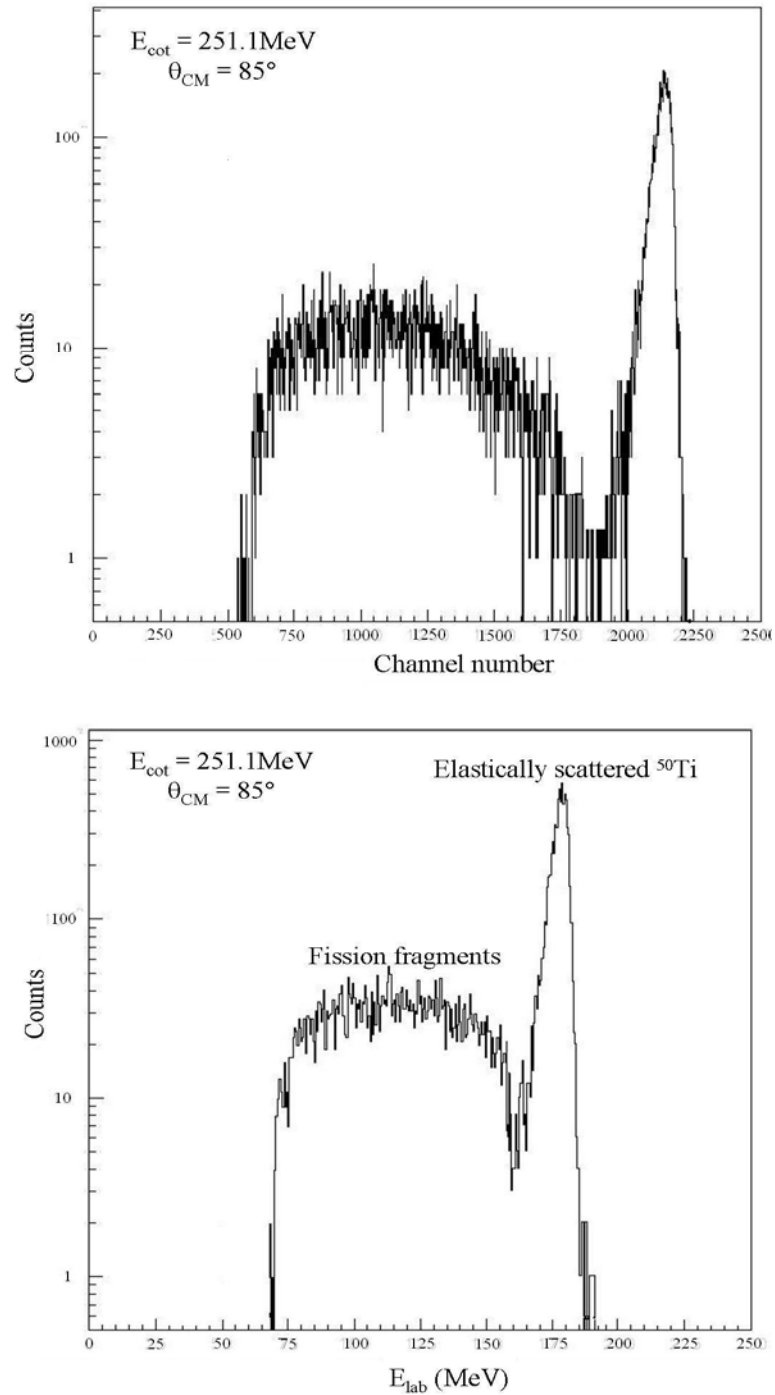 E_cot = 251.1MeV
θ_CM = 85°
100
10
1
Counts
0 250 500 750 1000 1250 1500 1750 2000 2250 2500
Channel number
E_cot = 251.1MeV
θ_CM = 85°
Elastically scattered ⁵⁰Ti
Fission fragments
1000
100
10
1
Counts
0 25 50 75 100 125 150 175 200 225 250
E_lab (MeV)